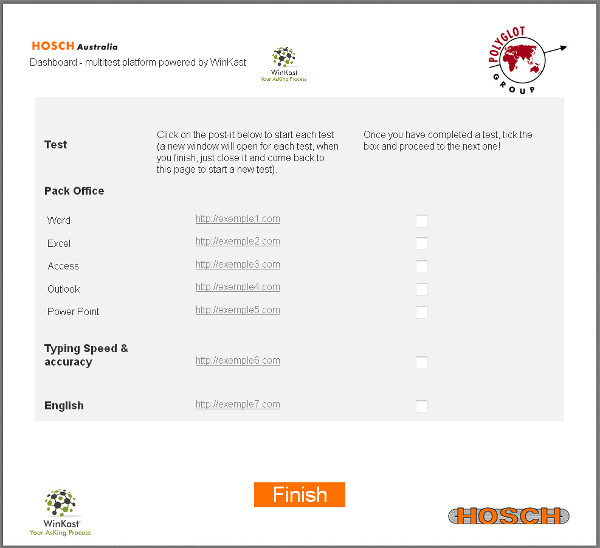 HOSCH Australia
Dashboard - multitest platform powered by WinKast
WinKast
Your AsKing Process
POLYGLOT
GROUP
Test
Click on the post-it below to start each test
(a new window will open for each test, when
you finish, just close it and come back to
this page to start a new test).
Once you have completed a test, tick the
box and proceed to the next one!
Pack Office
Word http://exemple1.com
Excel http://exemple2.com
Access http://exemple3.com
Outlook http://exemple4.com
Power Point http://exemple5.com
Typing Speed &
accuracy http://exemple6.com
English http://exemple7.com
Finish
WinKast
Your AsKing Process
HOSCH